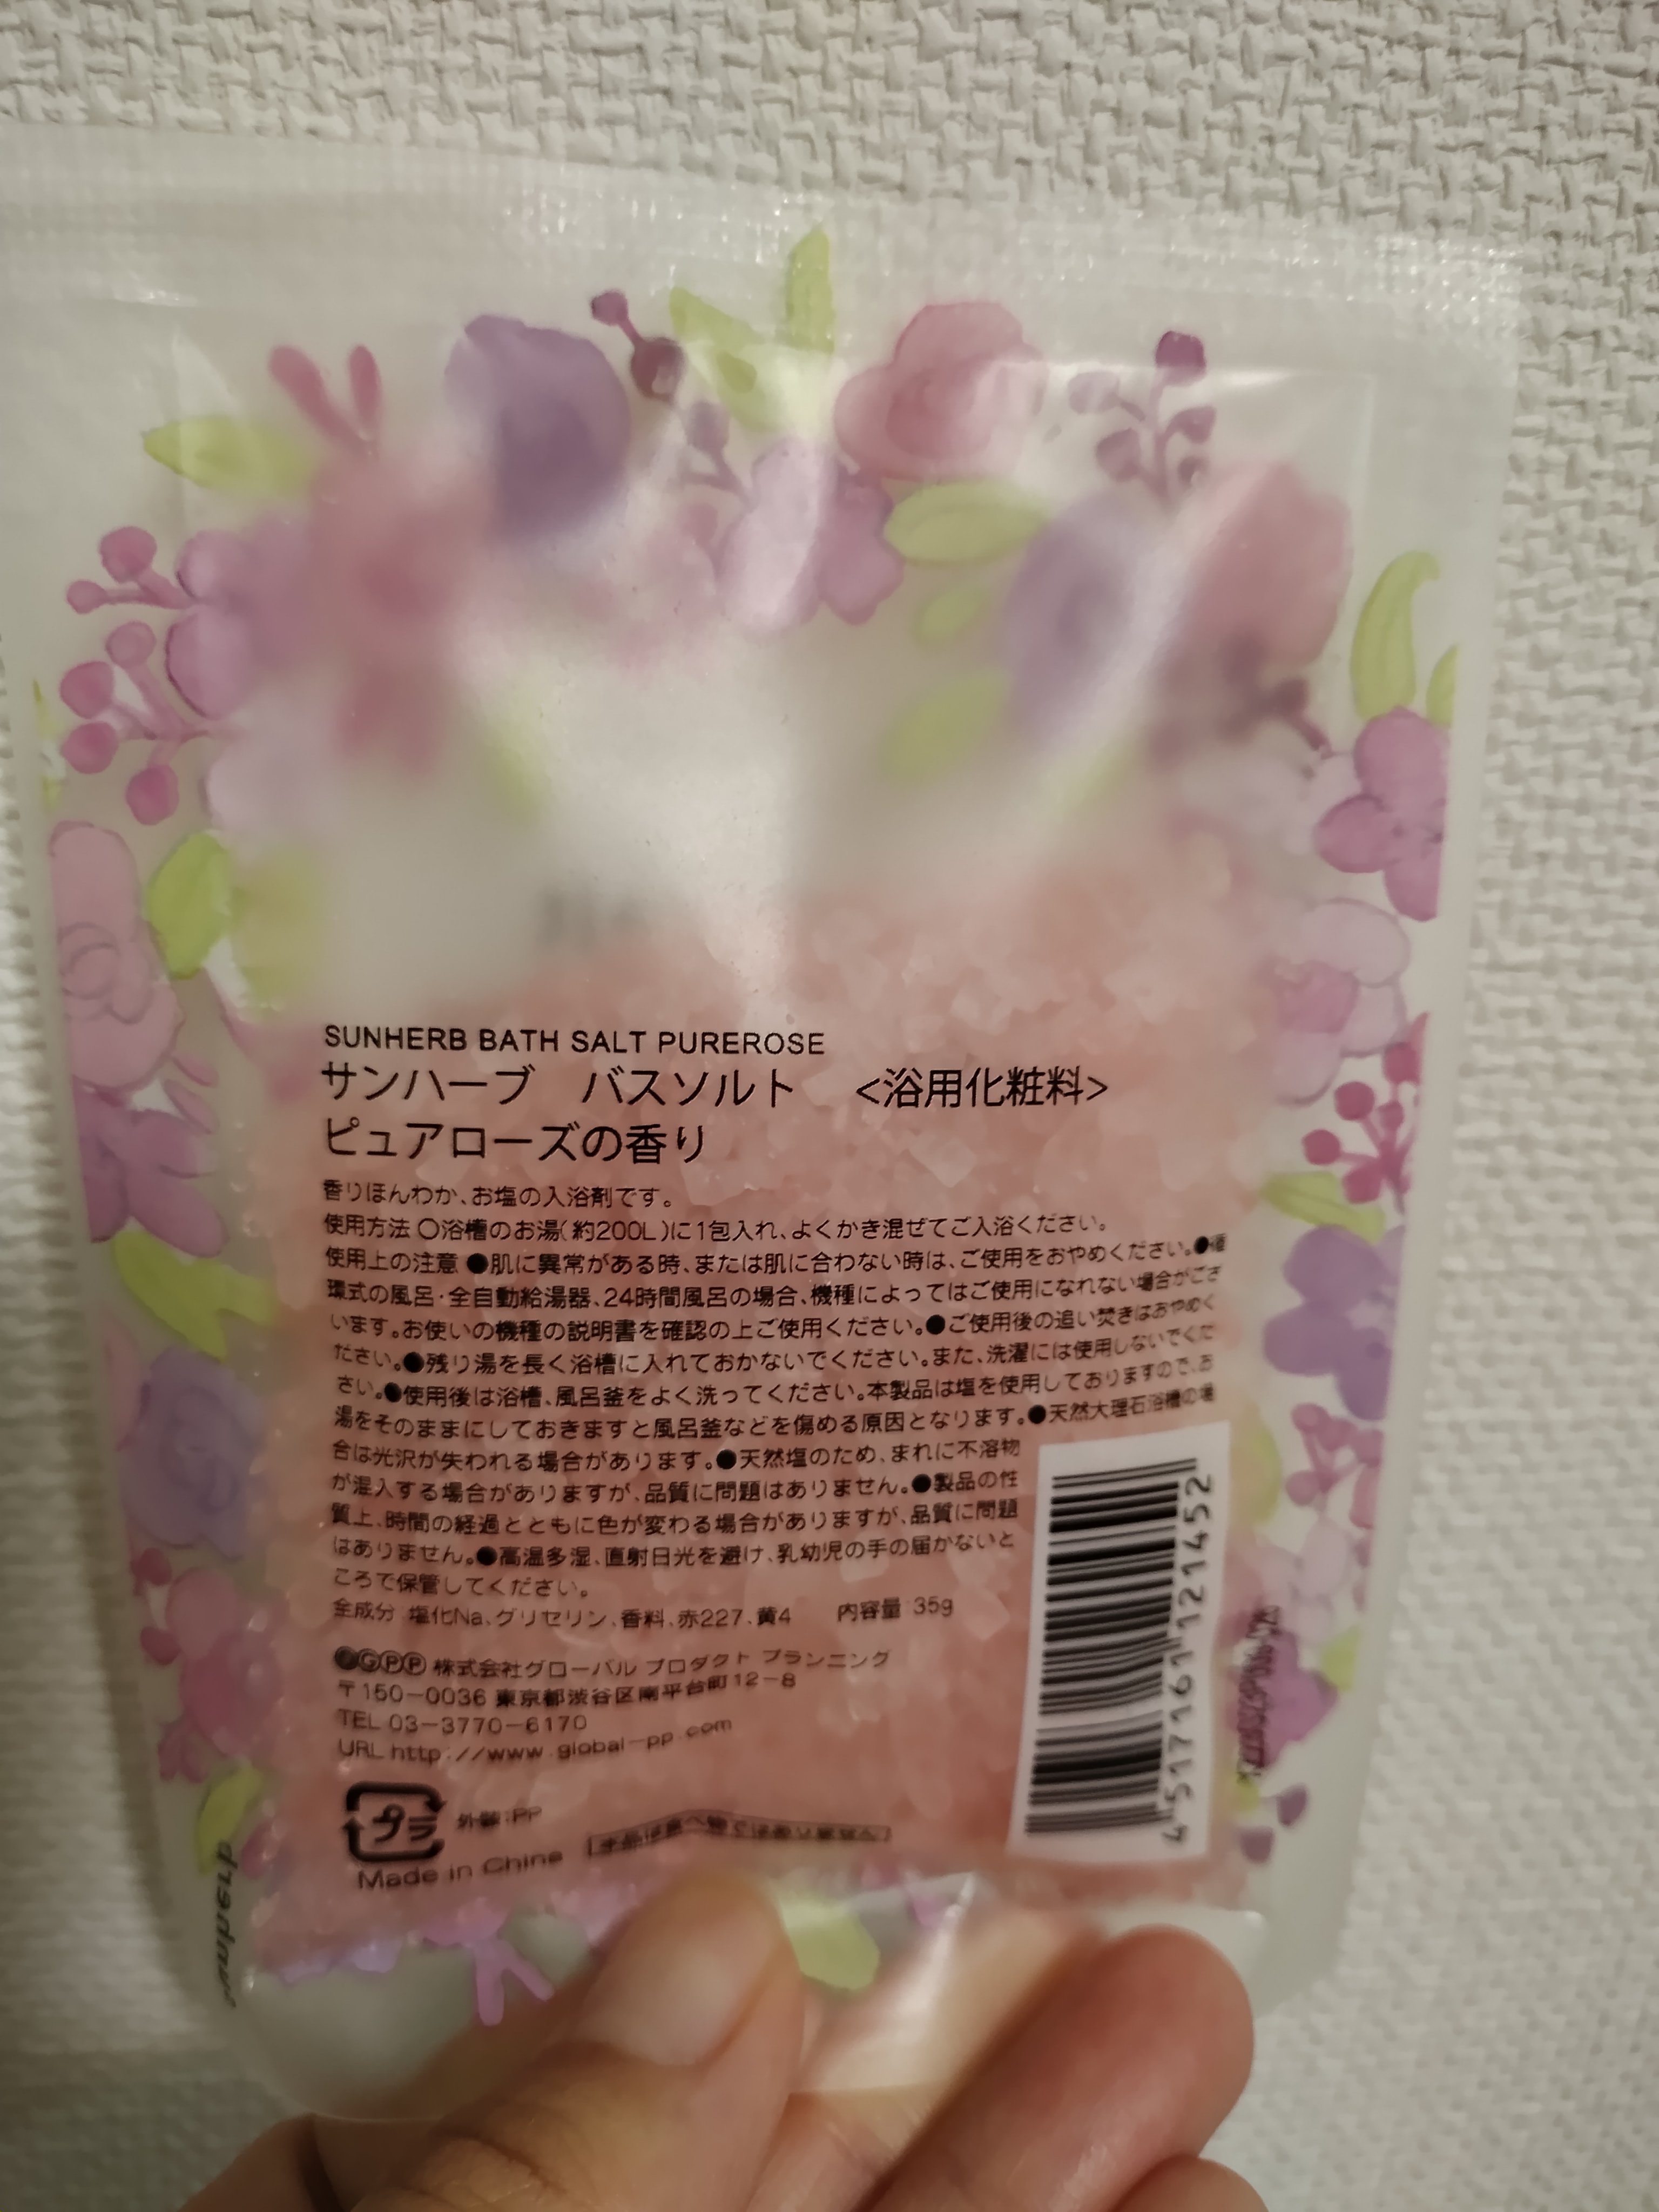 SUNHERB BATH SALT PUREROSE
サンハーブ　バスソルト　<浴用化粧料>
ピュアローズの香り
香りほんわか、お塩の入浴剤です。
使用方法 〇浴槽のお湯(約200L)に1包入れ、よくかき混ぜてご入浴ください。
使用上の注意 ●肌に異常がある時、または肌に合わない時は、ご使用をおやめください。●循
環式の風呂・全自動給湯器、24時間風呂の場合、機種によってはご使用になれない場合がござ
います。お使いの機種の説明書を確認の上ご使用ください。●ご使用後の追い焚きはおやめく
ださい。●残り湯を長く浴槽に入れておかないでください。また、洗濯には使用しないでくだ
さい。●使用後は浴槽、風呂釜をよく洗ってください。本製品は塩を使用しておりますので、お
湯をそのままにしておきますと風呂釜などを傷める原因となります。●天然大理石浴槽の場
合は光沢が失われる場合があります。●天然塩のため、まれに不溶物
が混入する場合がありますが、品質に問題はありません。●製品の性
質上、時間の経過とともに色が変わる場合がありますが、品質に問題
はありません。●高温多湿、直射日光を避け、乳幼児の手の届かないと
ころで保管してください。
全成分 塩化Na、グリセリン、香料、赤227、黄4　内容量 35g
GPP 株式会社グローバル プロダクト プランニング
〒150-0036 東京都渋谷区南平台町12-8
TEL 03-3770-6170
URL http://www.global-pp.com
プラ 外装:PP
Made in China 本品は食べ物ではありません
4517161121452